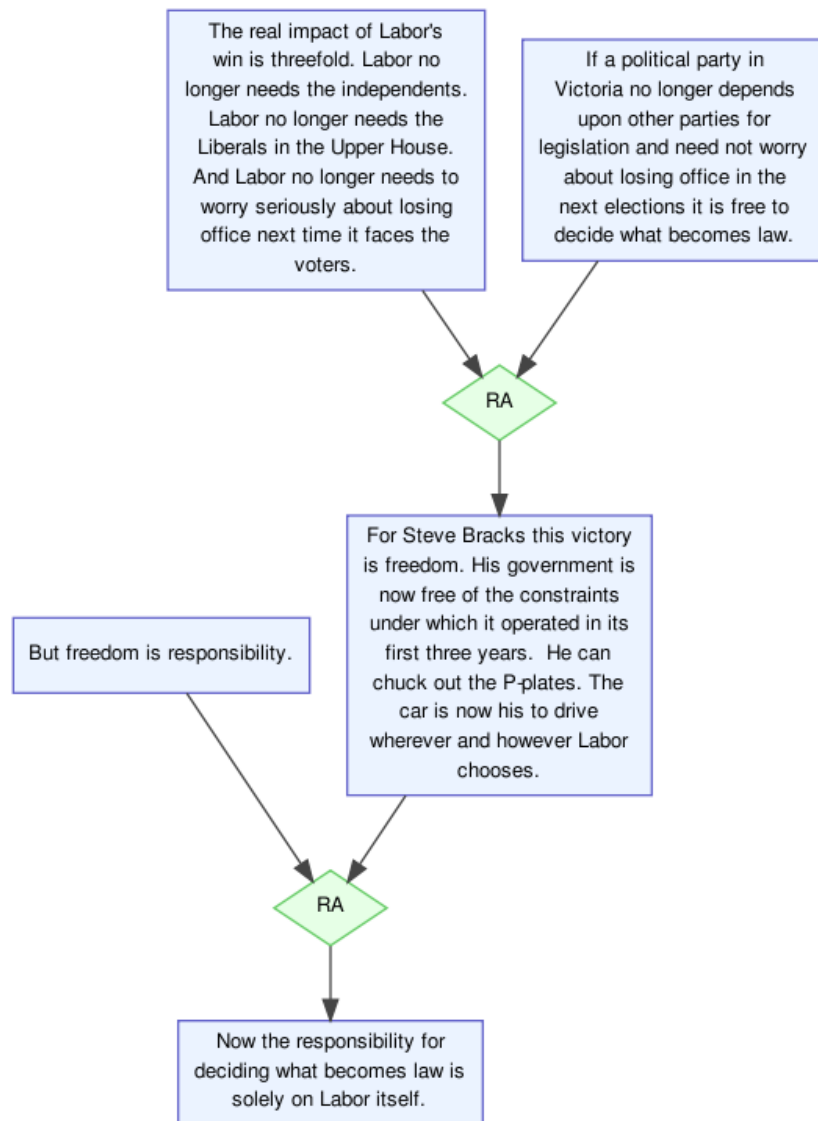 The real impact of Labor's
win is threefold. Labor no
longer needs the independents.
Labor no longer needs the
Liberals in the Upper House.
And Labor no longer needs to
worry seriously about losing
office next time it faces the
voters.
If a political party in
Victoria no longer depends
upon other parties for
legislation and need not worry
about losing office in the
next elections it is free to
decide what becomes law.
RA
For Steve Bracks this victory
is freedom. His government is
now free of the constraints
under which it operated in its
first three years.  He can
chuck out the P-plates. The
car is now his to drive
wherever and however Labor
chooses.
But freedom is responsibility.
RA
Now the responsibility for
deciding what becomes law is
solely on Labor itself.